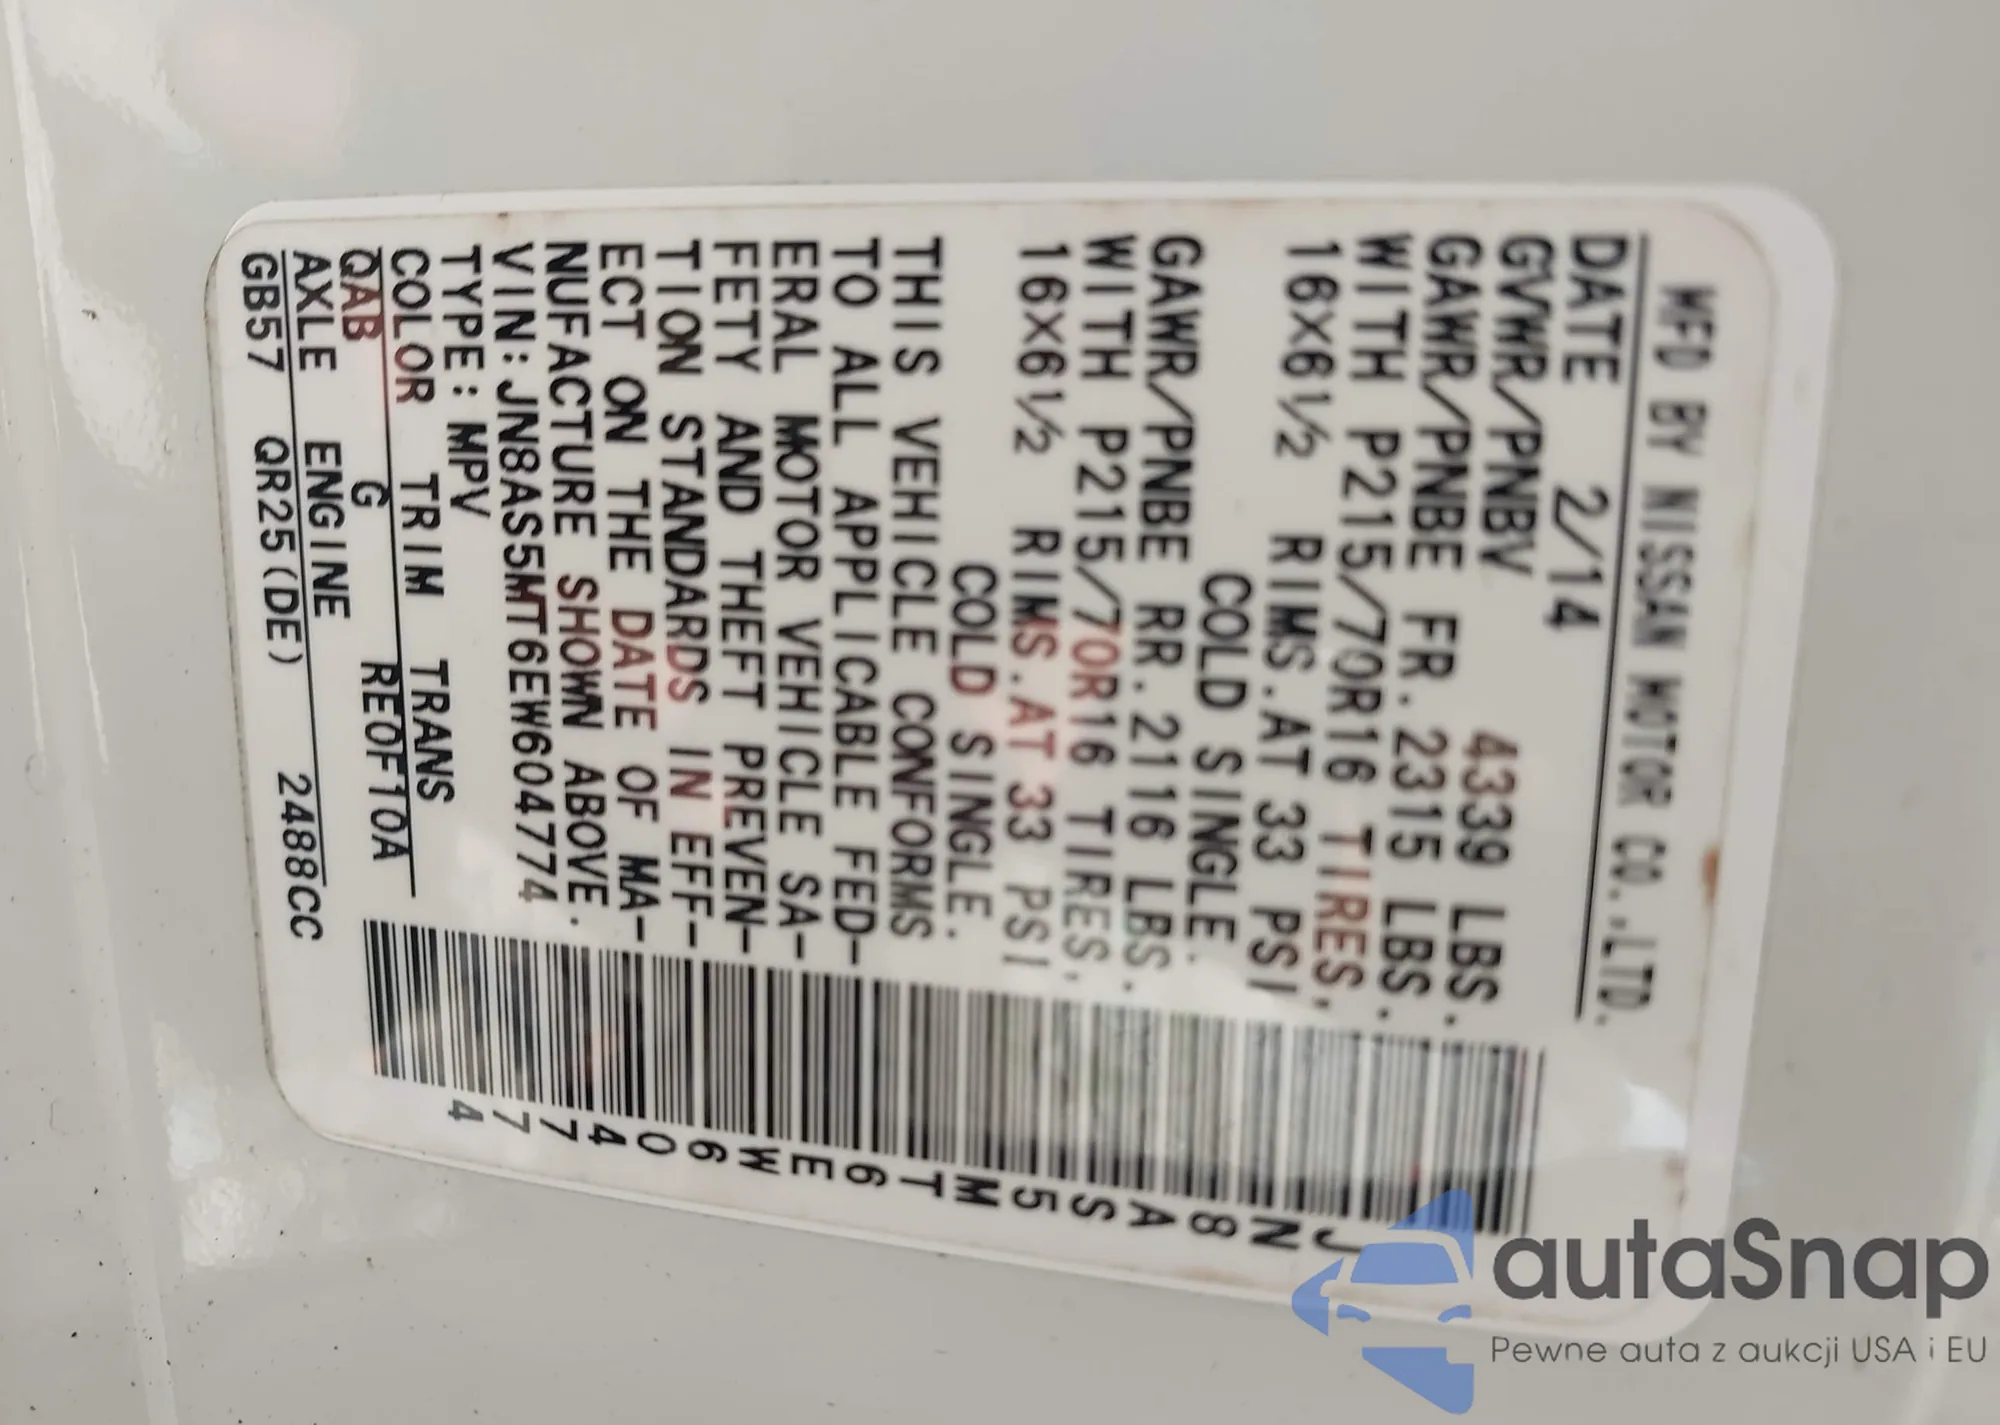 MFD BY NISSAN MOTOR CO.,LTD.
DATE 2/14
GVWR/PNBV 4339 LBS.
GAWR/PNBE FR. 2315 LBS.
WITH P215/70R16 TIRES,
16X6½ RIMS.AT 33 PSI
COLD SINGLE.
GAWR/PNBE RR. 2116 LBS.
WITH P215/70R16 TIRES,
16X6½ RIMS.AT 33 PSI
COLD SINGLE.
THIS VEHICLE CONFORMS
TO ALL APPLICABLE FED-
ERAL MOTOR VEHICLE SA-
FETY AND THEFT PREVEN-
TION STANDARDS IN EFF-
ECT ON THE DATE OF MA-
NUFACTURE SHOWN ABOVE.
VIN:JN8AS5MT6EW604774
TYPE:MPV
COLOR TRIM TRANS
QAB G RE0F10A
AXLE ENGINE
GB57 QR25(DE) 2488CC
JN8AS5MT6EW604774
autaSnap
Pewne auta z aukcji USA i EU